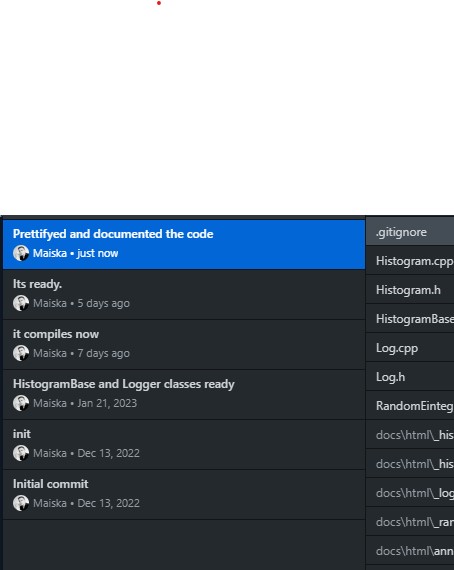 Prettifyed and documented the code
Maiska • just now
Its ready.
Maiska • 5 days ago
it compiles now
Maiska • 7 days ago
HistogramBase and Logger classes ready
Maiska • Jan 21, 2023
init
Maiska • Dec 13, 2022
Initial commit
Maiska • Dec 13, 2022
.gitignore
Histogram.cpp
Histogram.h
HistogramBase
Log.cpp
Log.h
RandomEinteg
docs\html\_his
docs\html\_his
docs\html\_log
docs\html\_ran
docs\html\ann